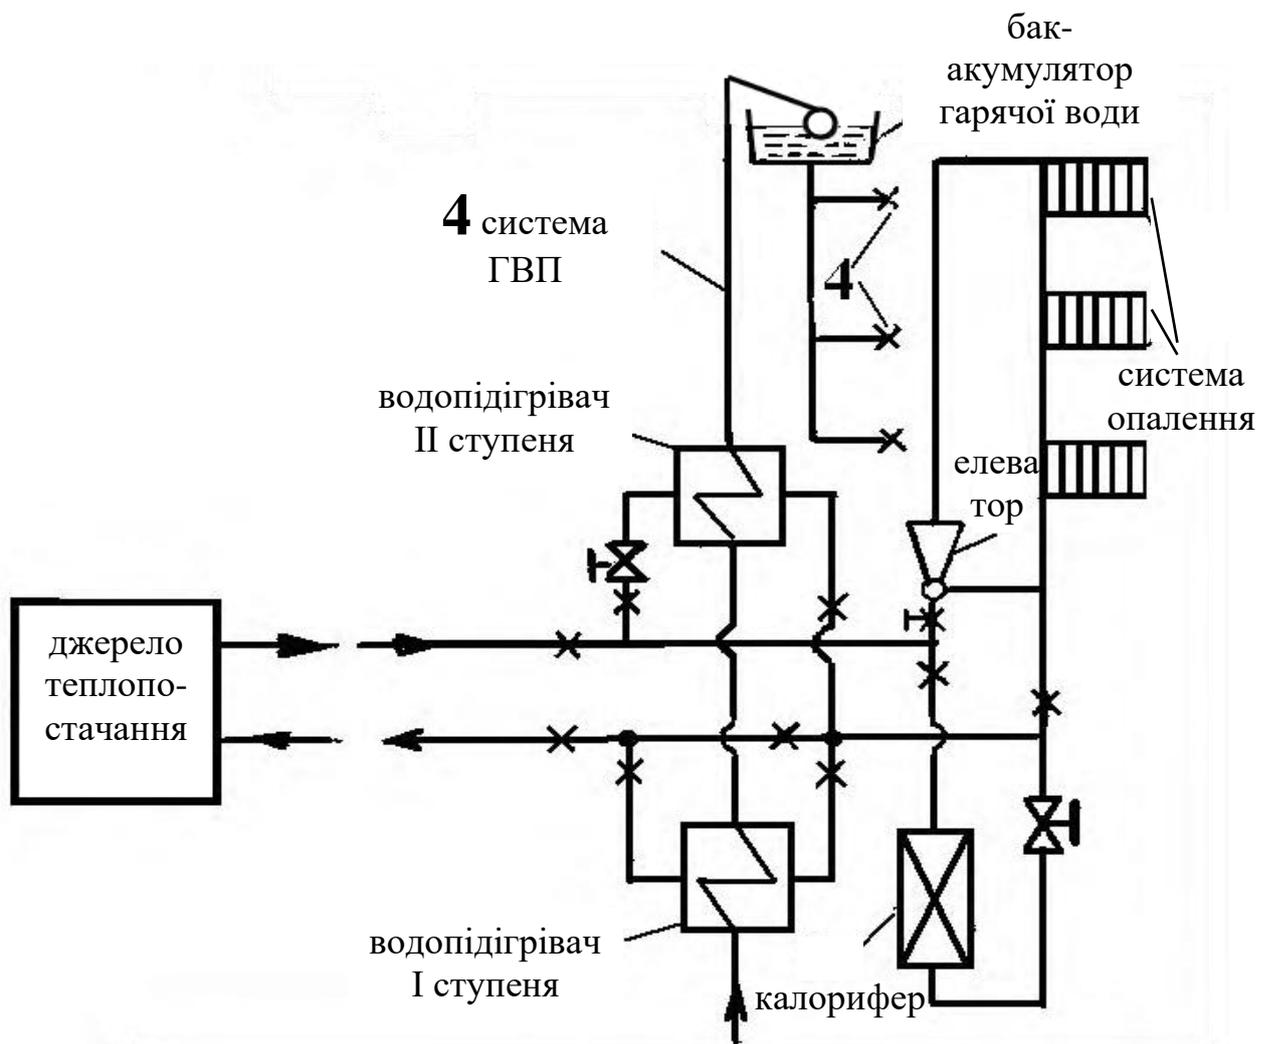 бак-
акумулятор
гарячої води
4 система
ГВП
4
водопідігрівач
II ступеня
система
опалення
елева
тор
джерело
теплопо-
стачання
водопідігрівач
I ступеня
калорифер